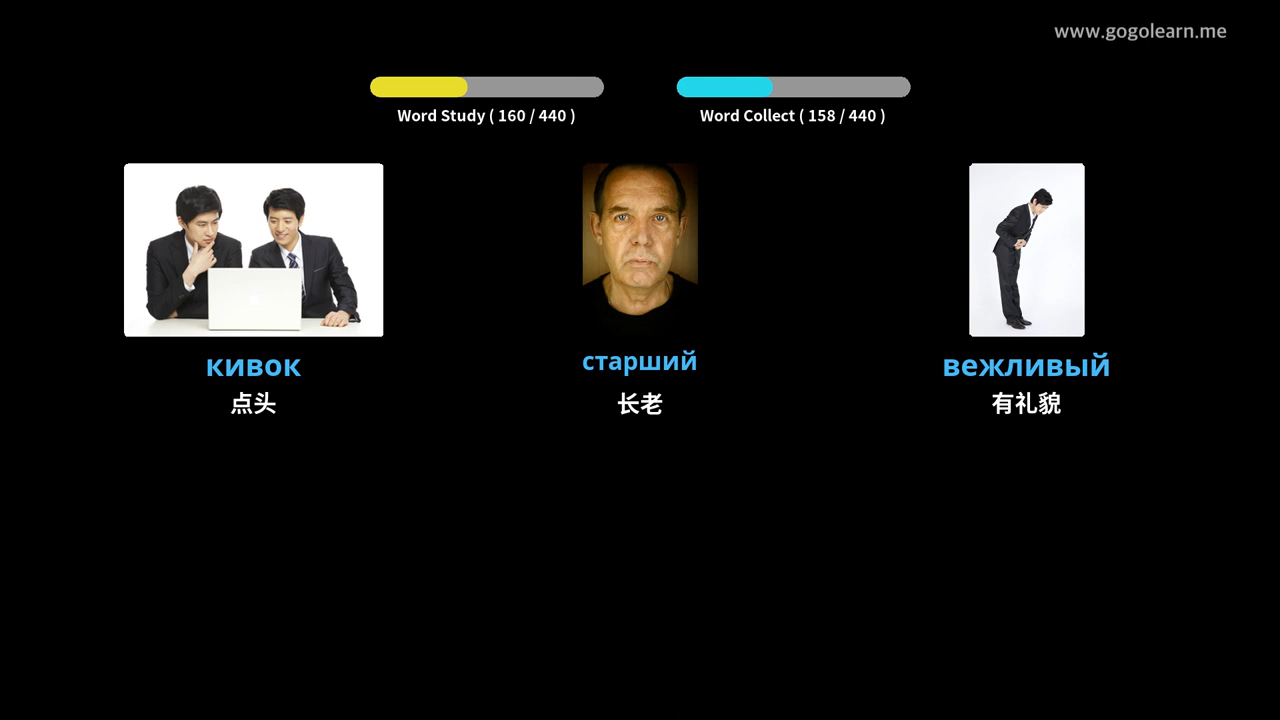 www.gogolearn.me
Word Study ( 160 / 440 )
Word Collect ( 158 / 440 )
кивок
старший
вежливый
点头
长老
有礼貌